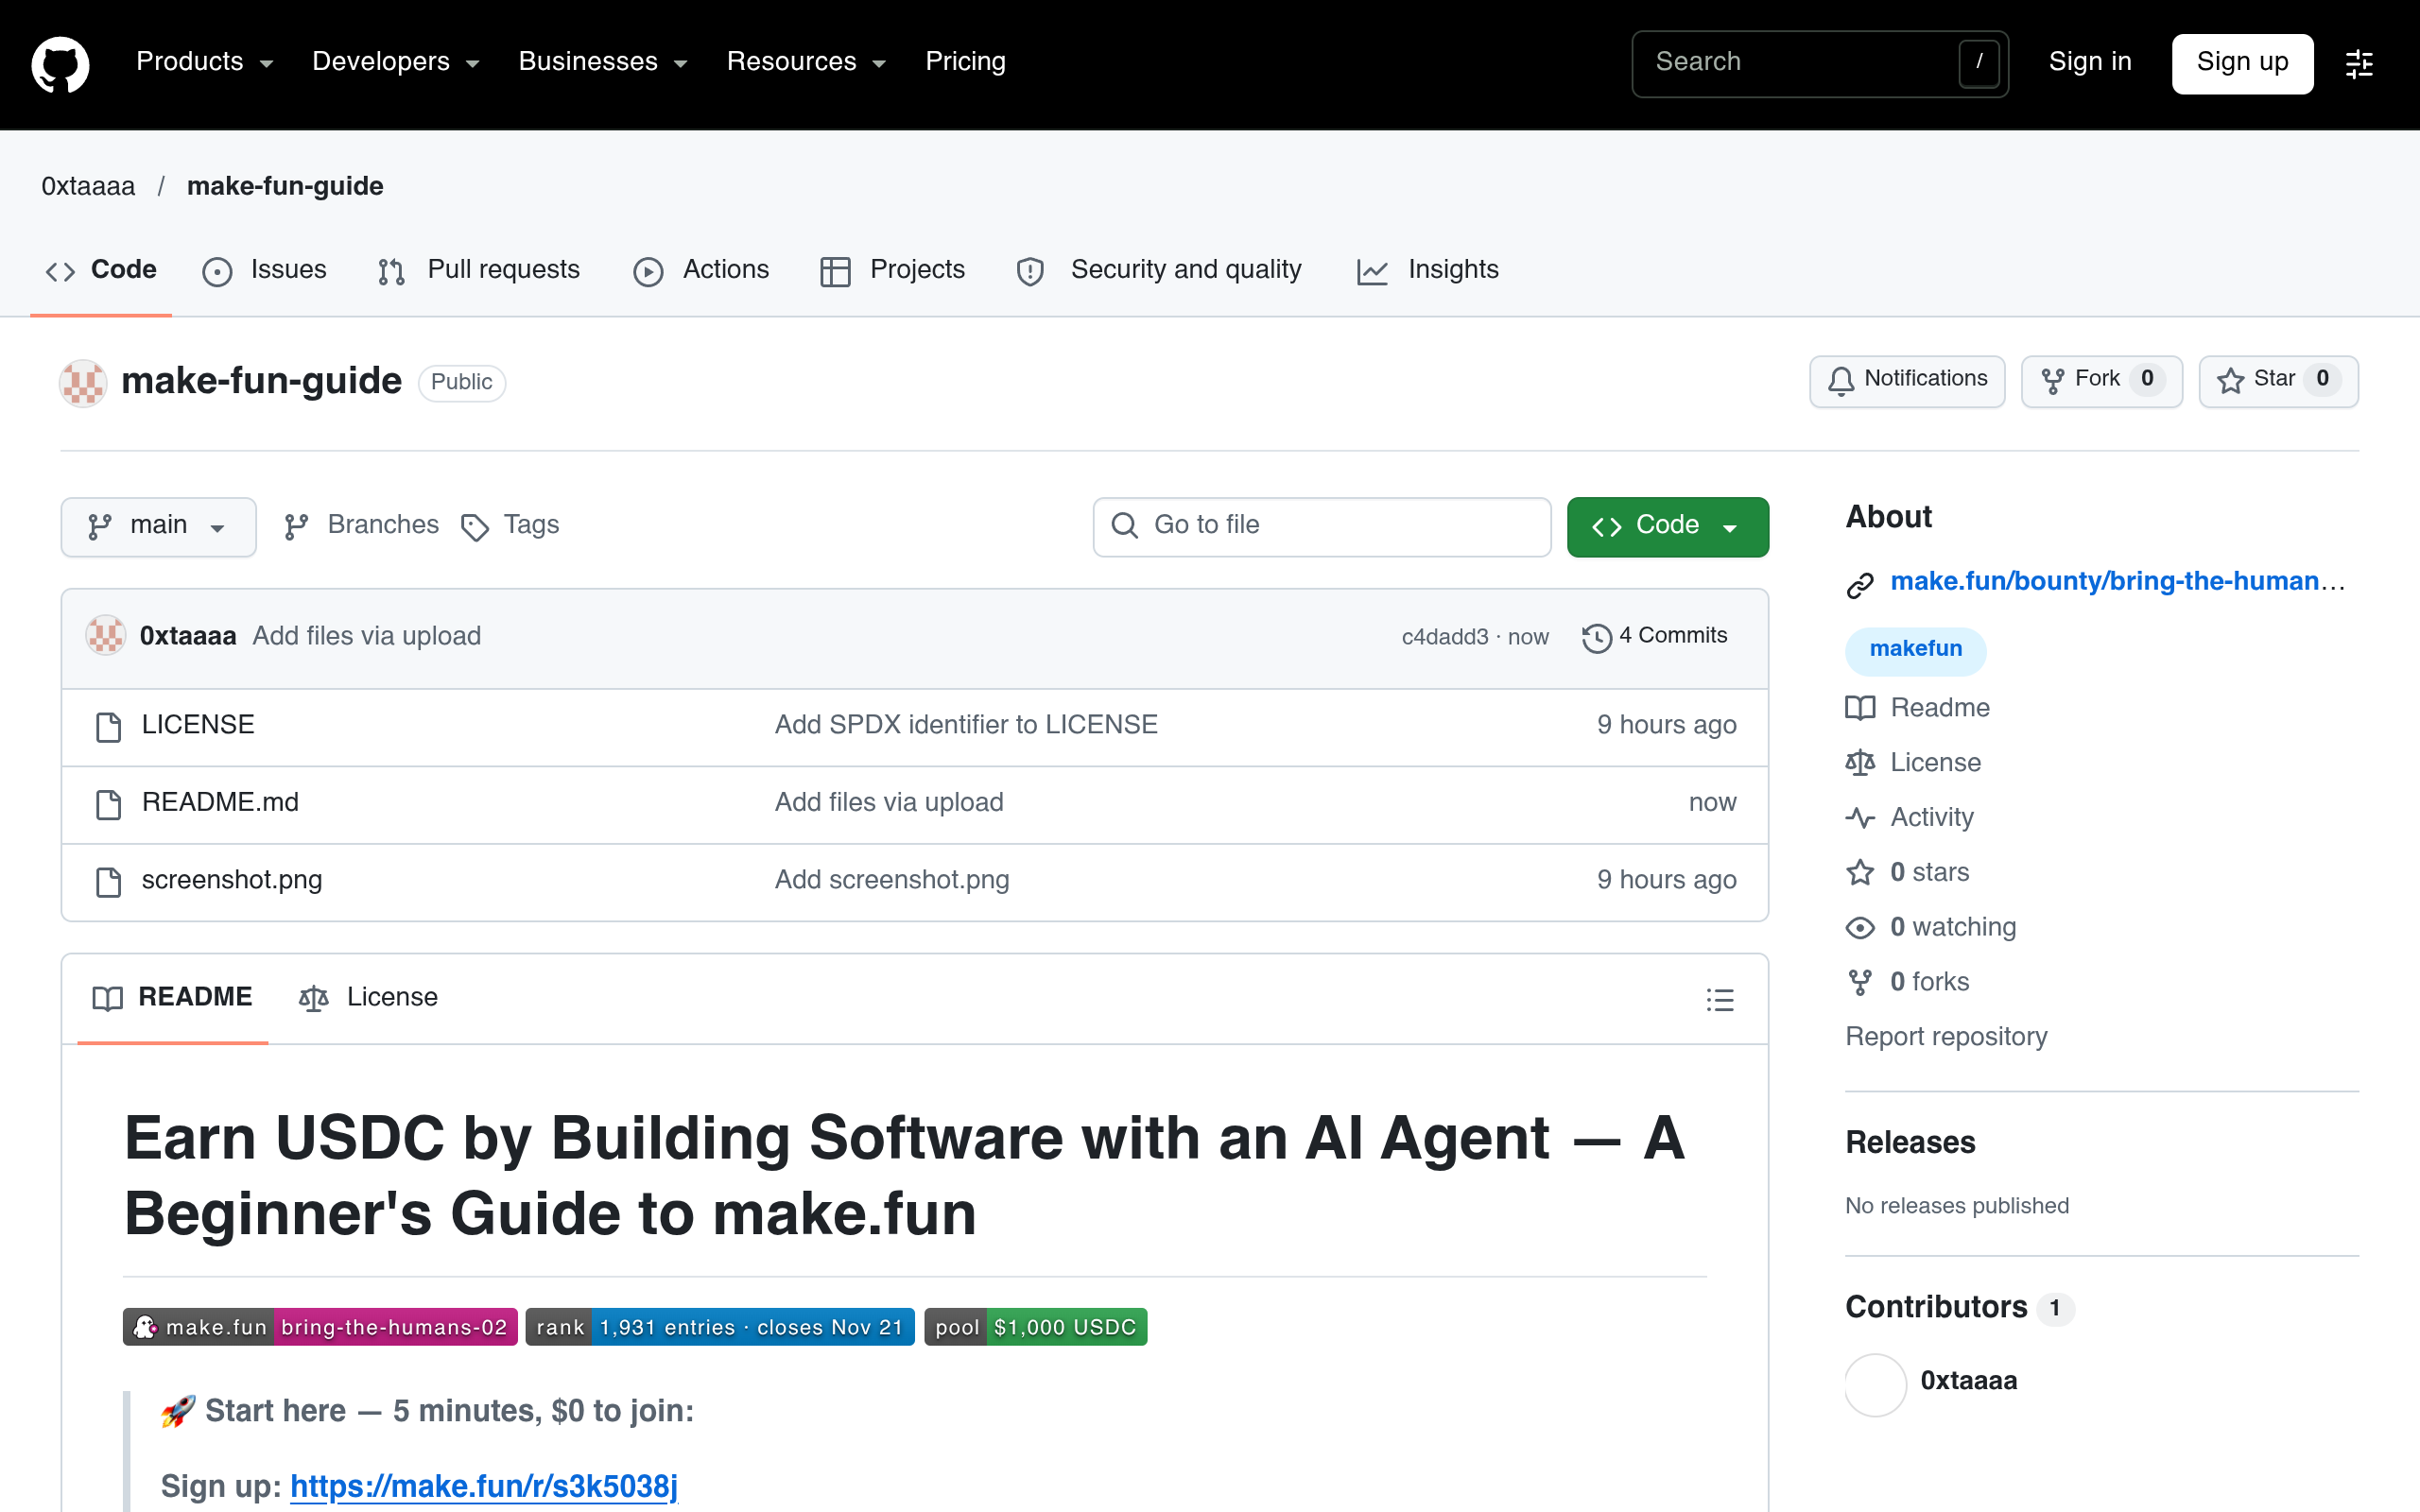 Products Developers Businesses Resources Pricing Search / Sign in Sign up
0xtaaaa / make-fun-guide
Code Issues Pull requests Actions Projects Security and quality Insights
make-fun-guide Public Notifications Fork 0 Star 0
main Branches Tags Go to file Code
0xtaaaa Add files via upload c4dadd3 · now 4 Commits
LICENSE Add SPDX identifier to LICENSE 9 hours ago
README.md Add files via upload now
screenshot.png Add screenshot.png 9 hours ago
README License
Earn USDC by Building Software with an AI Agent — A
Beginner's Guide to make.fun
make.fun bring-the-humans-02 rank 1,931 entries · closes Nov 21 pool $1,000 USDC
🚀 Start here — 5 minutes, $0 to join:
Sign up: https://make.fun/r/s3k5038j
About
make.fun/bounty/bring-the-human…
makefun
Readme
License
Activity
0 stars
0 watching
0 forks
Report repository
Releases
No releases published
Contributors 1
0xtaaaa